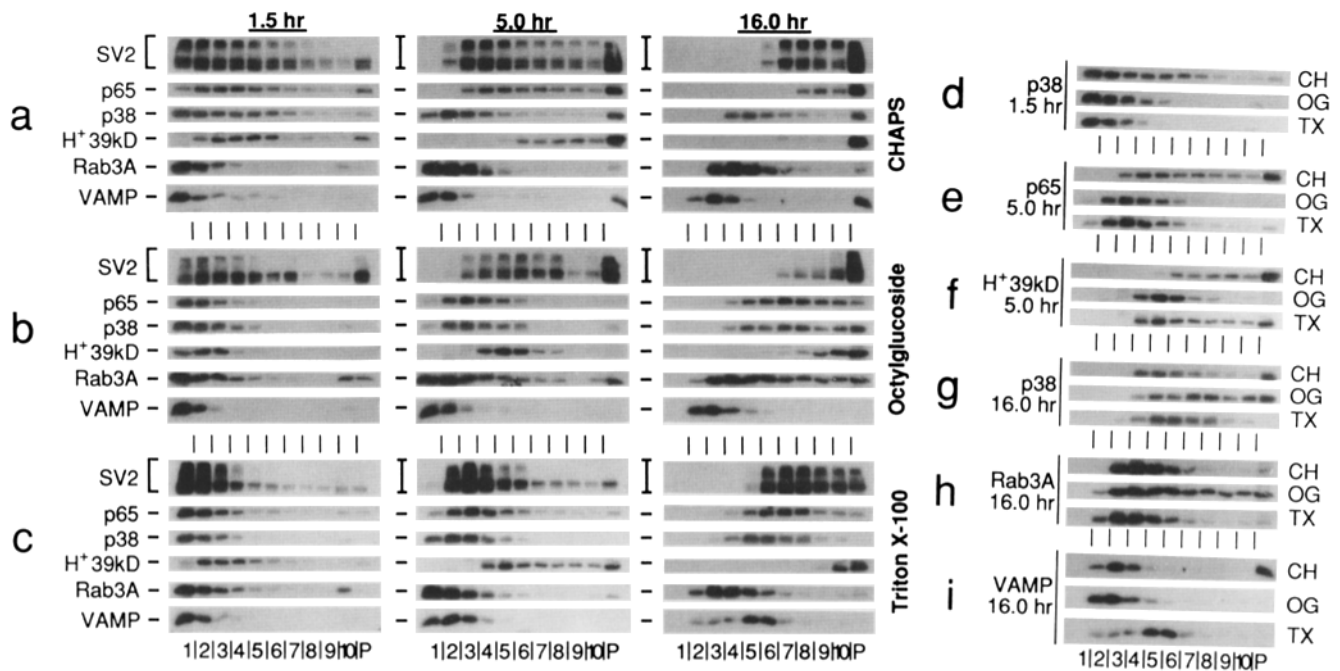 1.5 hr 5.0 hr 16.0 hr
a
SV2
p65
p38
H+39kD
Rab3A
VAMP
CHAPS
b
SV2
p65
p38
H+39kD
Rab3A
VAMP
Octylglucoside
c
SV2
p65
p38
H+39kD
Rab3A
VAMP
Triton X-100
1|2|3|4|5|6|7|8|9|10|P 1|2|3|4|5|6|7|8|9|10|P 1|2|3|4|5|6|7|8|9|10|P
d
p38
1.5 hr
CH
OG
TX
e
p65
5.0 hr
CH
OG
TX
f
H+39kD
5.0 hr
CH
OG
TX
g
p38
16.0 hr
CH
OG
TX
h
Rab3A
16.0 hr
CH
OG
TX
i
VAMP
16.0 hr
CH
OG
TX
1|2|3|4|5|6|7|8|9|10|P